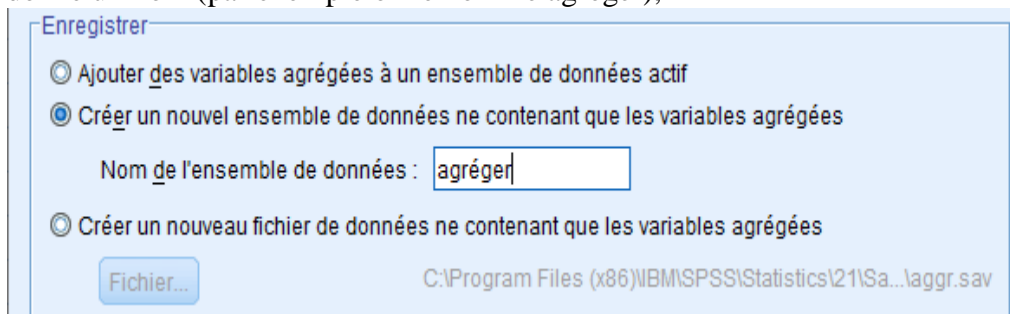 Enregistrer
Ajouter des variables agrégées à un ensemble de données actif
Créer un nouvel ensemble de données ne contenant que les variables agrégées
Nom de l'ensemble de données : agréger
Créer un nouveau fichier de données ne contenant que les variables agrégées
Fichier... C:\Program Files (x86)\IBM\SPSS\Statistics\21\Sa...\aggr.sav